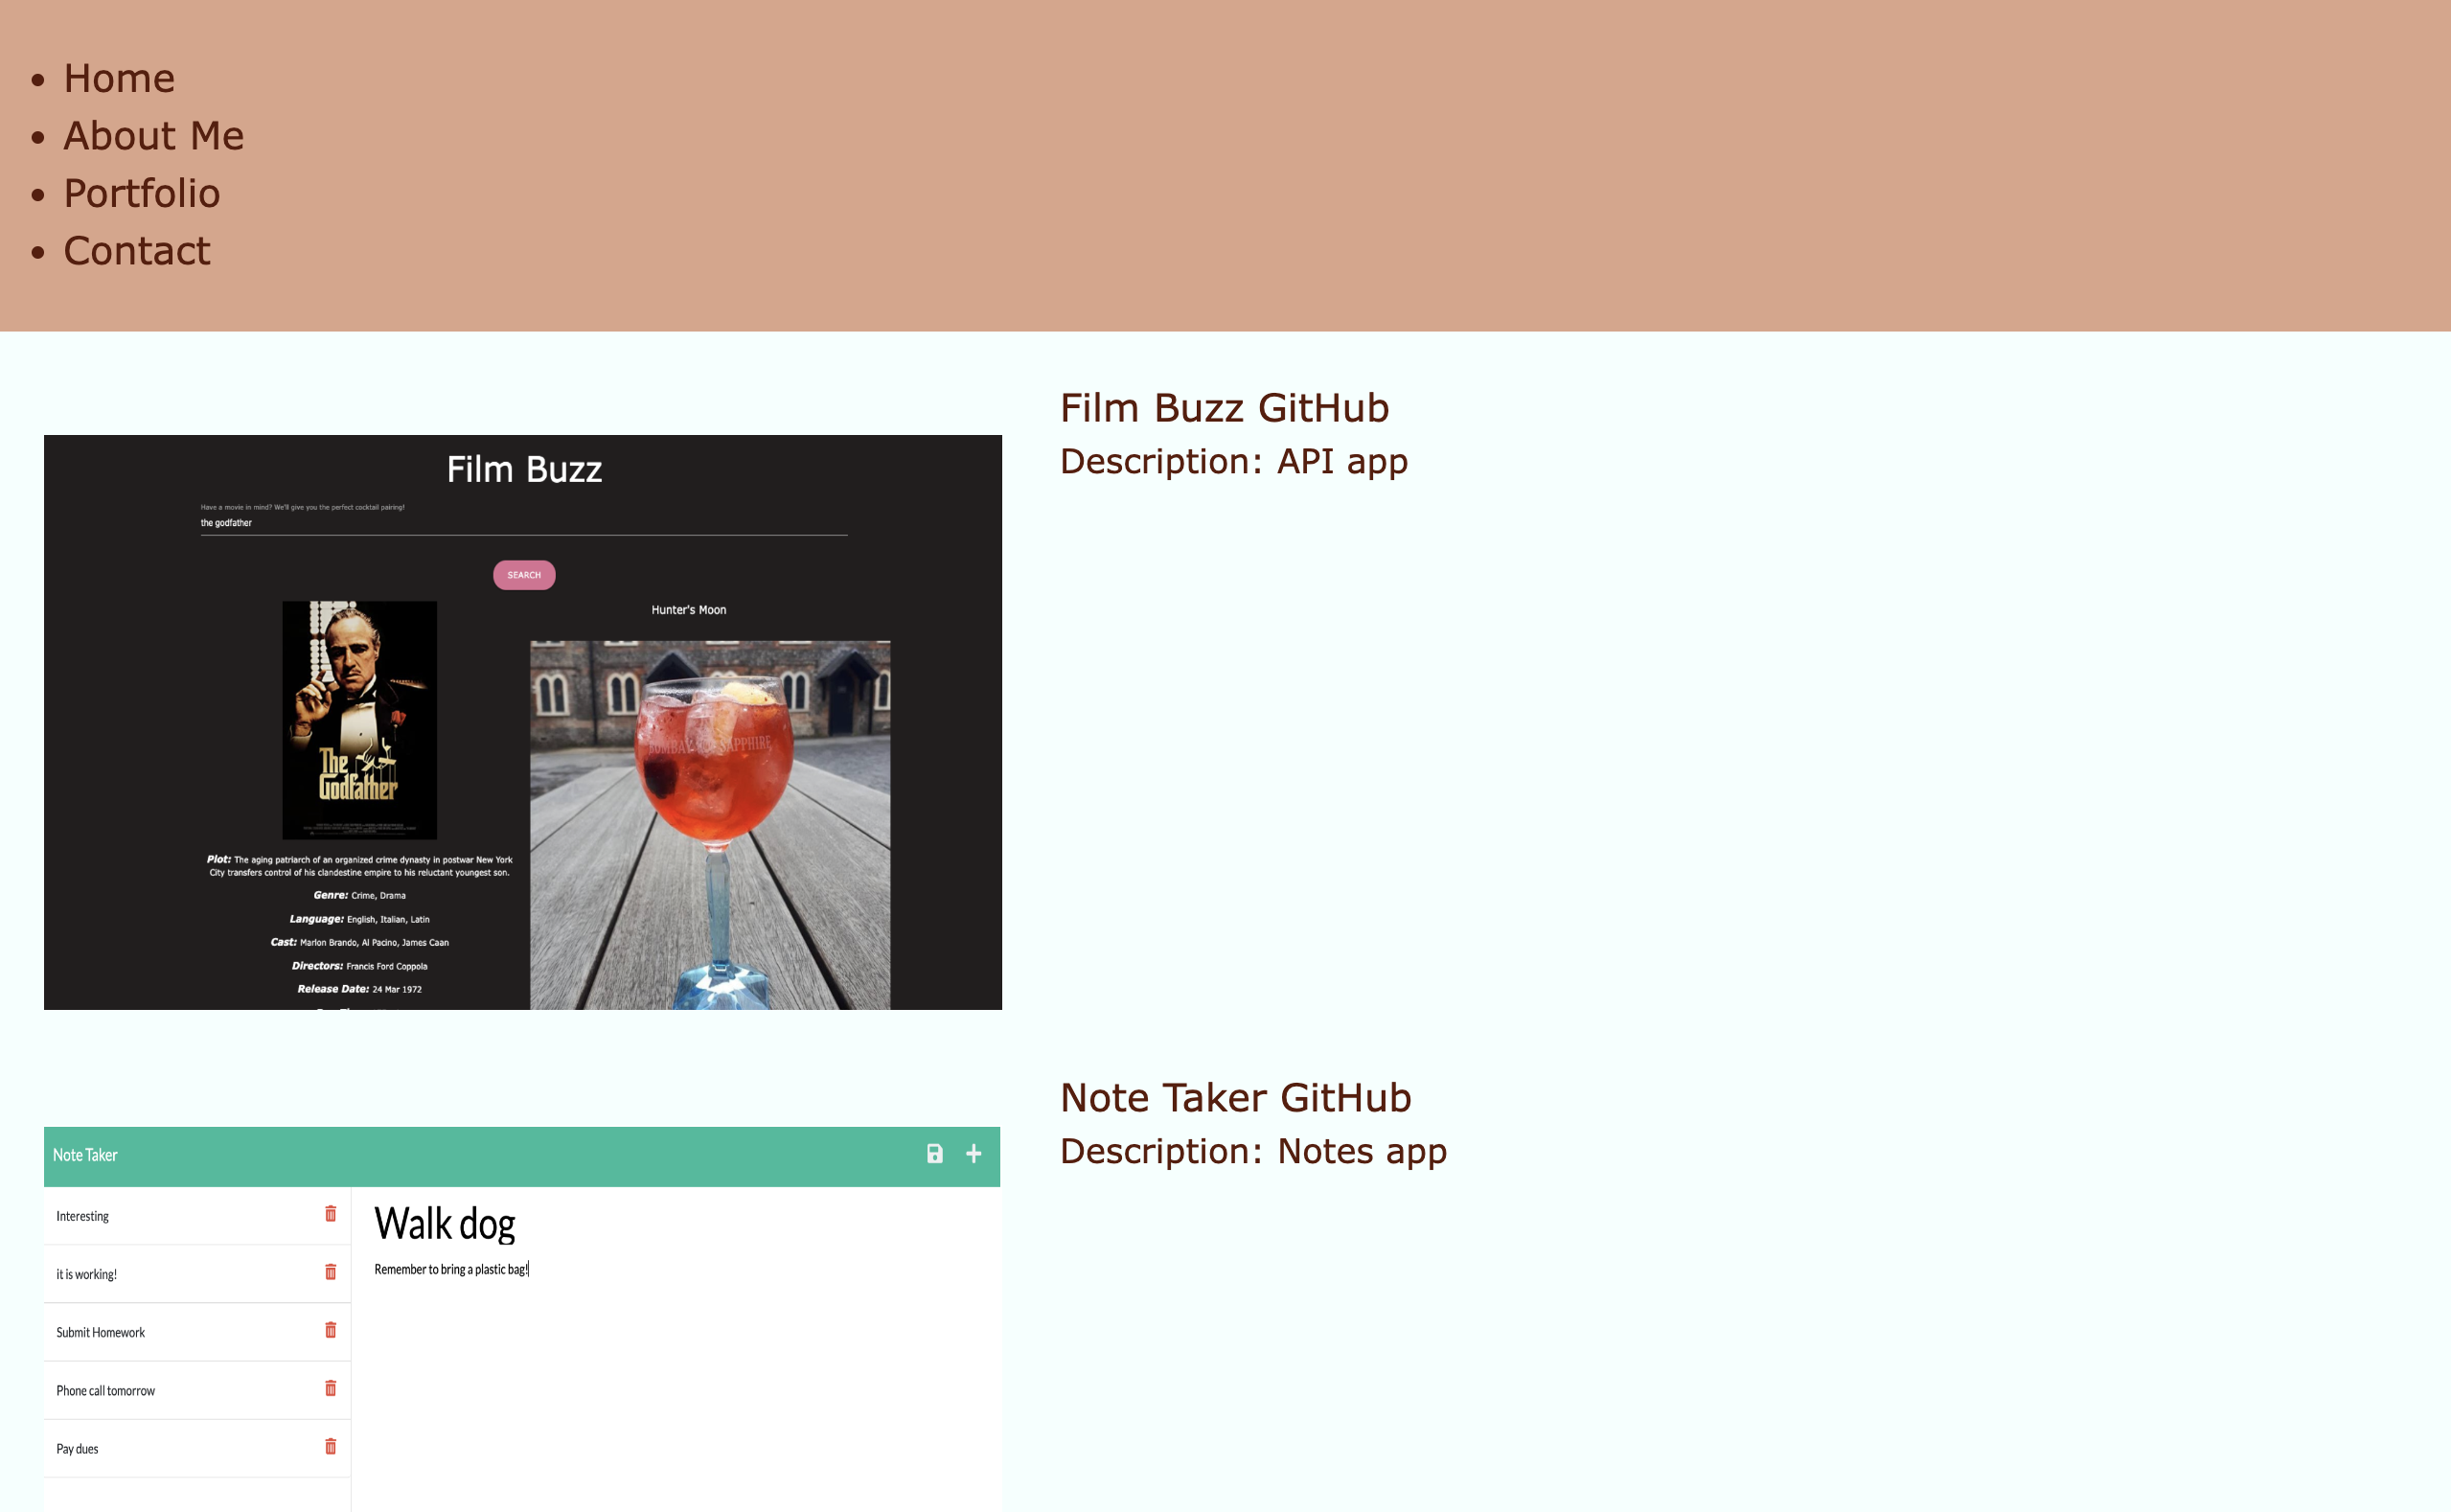 Home
About Me
Portfolio
Contact
Film Buzz GitHub
Description: API app
Film Buzz
Have a movie in mind? We'll give you the perfect cocktail pairing!
the godfather
SEARCH
Hunter's Moon
BOMBAY SAPPHIRE
The
Godfather
Plot: The aging patriarch of an organized crime dynasty in postwar New York
City transfers control of his clandestine empire to his reluctant youngest son.
Genre: Crime, Drama
Language: English, Italian, Latin
Cast: Marlon Brando, Al Pacino, James Caan
Directors: Francis Ford Coppola
Release Date: 24 Mar 1972
Note Taker GitHub
Description: Notes app
Note Taker
Interesting
it is working!
Submit Homework
Phone call tomorrow
Pay dues
Walk dog
Remember to bring a plastic bag!